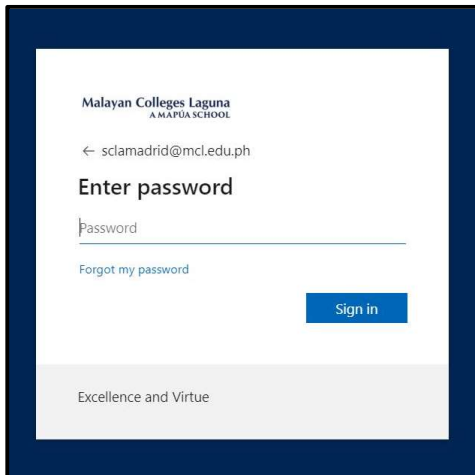 Malayan Colleges Laguna
A MAPÚA SCHOOL
← sclamadrid@mcl.edu.ph
Enter password
Password
Forgot my password
Sign in
Excellence and Virtue